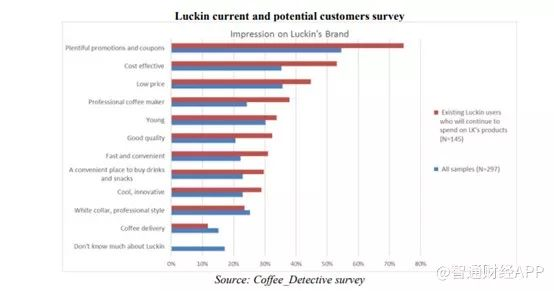 Luckin current and potential customers survey
Impression on Luckin's Brand
Plentiful promotions and coupons
Cost effective
Low price
Professional coffee maker
Young
Good quality
Fast and convenient
A convenient place to buy drinks
and snacks
Cool, innovative
White collar, professional style
Coffee delivery
Don't know much about Luckin
0% 10% 20% 30% 40% 50% 60% 70% 80%
Existing Luckin users
who will continue to
spend on LK's products
(N=145)
All samples (N=297)
Source: Coffee_Detective survey
@智通财经APP